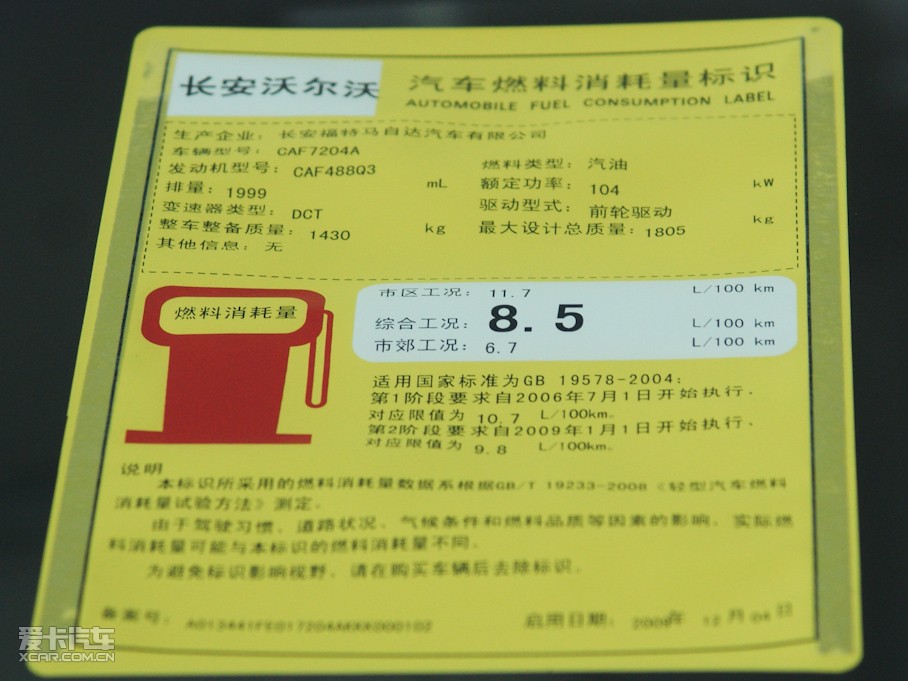 长安沃尔沃
汽车燃料消耗量标识
AUTOMOBILE FUEL CONSUMPTION LABEL
生产企业：长安福特马自达汽车有限公司
车辆型号：CAF7204A
发动机型号：CAF488Q3 燃料类型：汽油
排量：1999 mL 额定功率：104 kW
变速器类型：DCT 驱动型式：前轮驱动
整车整备质量：1430 kg 最大设计总质量：1805 kg
其他信息：无
燃料消耗量
市区工况：11.7 L/100 km
综合工况：8.5 L/100 km
市郊工况：6.7 L/100 km
适用国家标准为GB 19578-2004：
第1阶段要求自2006年7月1日开始执行.
对应限值为 10.7 L/100km。
第2阶段要求自2009年1月1日开始执行.
对应限值为 9.8 L/100km。
说明
本标识所采用的燃料消耗量数据系根据GB/T 19233-2008《轻型汽车燃料
消耗量试验方法》测定。
由于驾驶习惯、道路状况、气候条件和燃料品质等因素的影响，实际燃
料消耗量可能与本标识的燃料消耗量不同。
为避免标识影响视野，请在购买车辆后去除标识。
备案号：
启用日期： 年 12 月 日
爱卡汽车
XCAR.COM.CN